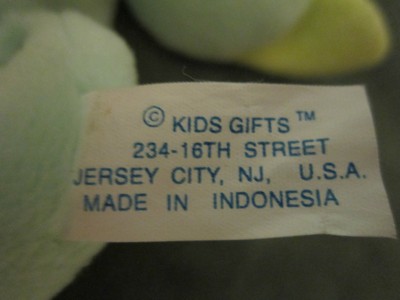 © KIDS GIFTS ™
234-16TH STREET
JERSEY CITY, NJ, U.S.A.
MADE IN INDONESIA